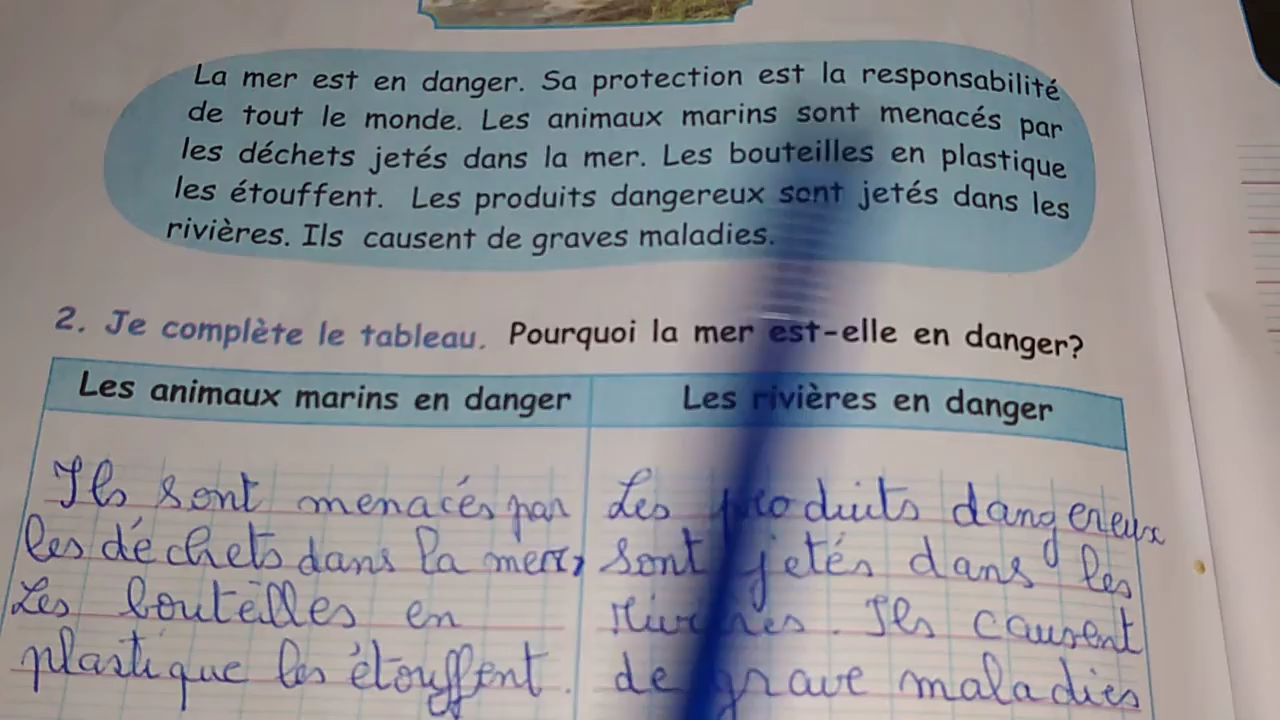 La mer est en danger. Sa protection est la responsabilité
de tout le monde. Les animaux marins sont menacés par
les déchets jetés dans la mer. Les bouteilles en plastique
les étouffent. Les produits dangereux sont jetés dans les
rivières. Ils causent de graves maladies.
2. Je complète le tableau. Pourquoi la mer est-elle en danger?
Les animaux marins en danger
Ils sont menacés par
les déchets dans la mer,
Les bouteilles en
plastique les étouffent.
Les rivières en danger
Les produits dangereux
sont jetés dans les
rivières. Ils causent
de grave maladies